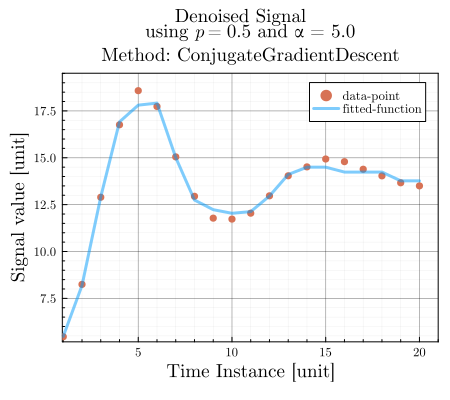 Denoised Signal
using p = 0.5 and α = 5.0
Method: ConjugateGradientDescent
data-point
fitted-function
17.5
15.0
12.5
10.0
7.5
Signal value [unit]
5 10 15 20
Time Instance [unit]